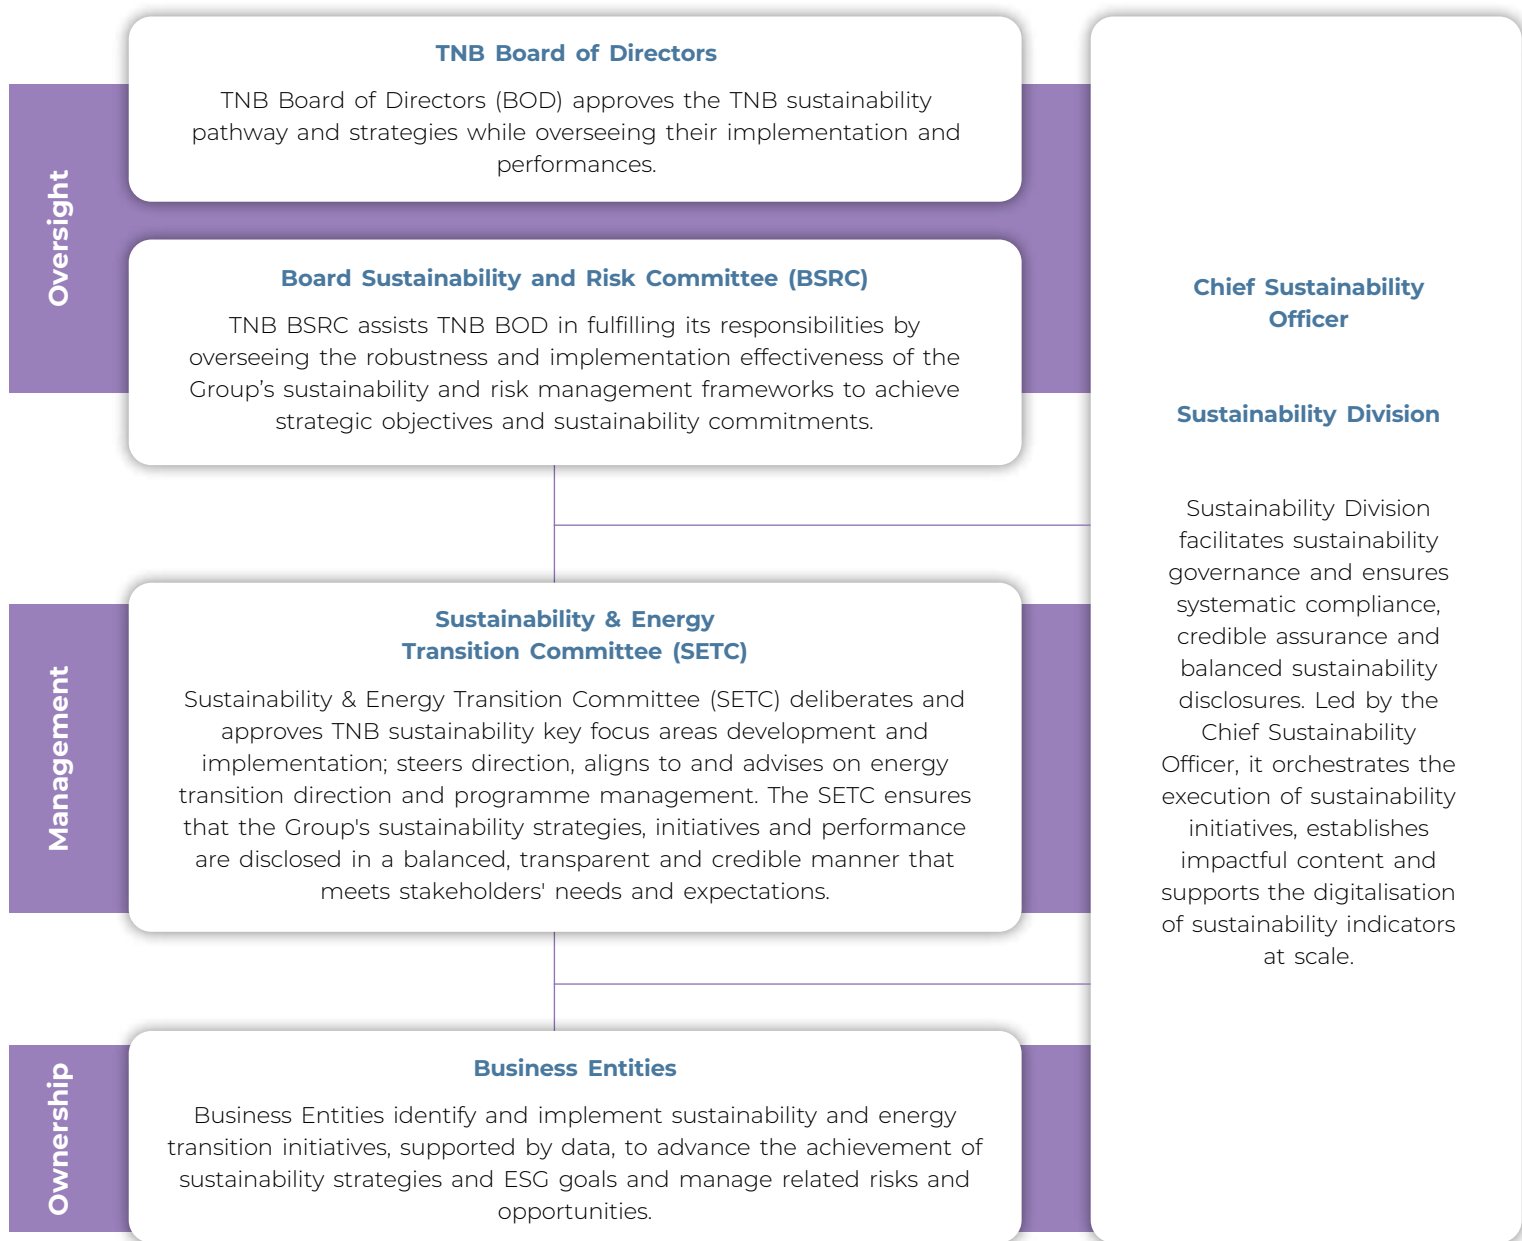 Oversight
TNB Board of Directors
TNB Board of Directors (BOD) approves the TNB sustainability
pathway and strategies while overseeing their implementation and
performances.
Board Sustainability and Risk Committee (BSRC)
TNB BSRC assists TNB BOD in fulfilling its responsibilities by
overseeing the robustness and implementation effectiveness of the
Group’s sustainability and risk management frameworks to achieve
strategic objectives and sustainability commitments.
Management
Sustainability & Energy
Transition Committee (SETC)
Sustainability & Energy Transition Committee (SETC) deliberates and
approves TNB sustainability key focus areas development and
implementation; steers direction, aligns to and advises on energy
transition direction and programme management. The SETC ensures
that the Group's sustainability strategies, initiatives and performance
are disclosed in a balanced, transparent and credible manner that
meets stakeholders' needs and expectations.
Ownership
Business Entities
Business Entities identify and implement sustainability and energy
transition initiatives, supported by data, to advance the achievement of
sustainability strategies and ESG goals and manage related risks and
opportunities.
Chief Sustainability
Officer
Sustainability Division
Sustainability Division
facilitates sustainability
governance and ensures
systematic compliance,
credible assurance and
balanced sustainability
disclosures. Led by the
Chief Sustainability
Officer, it orchestrates the
execution of sustainability
initiatives, establishes
impactful content and
supports the digitalisation
of sustainability indicators
at scale.